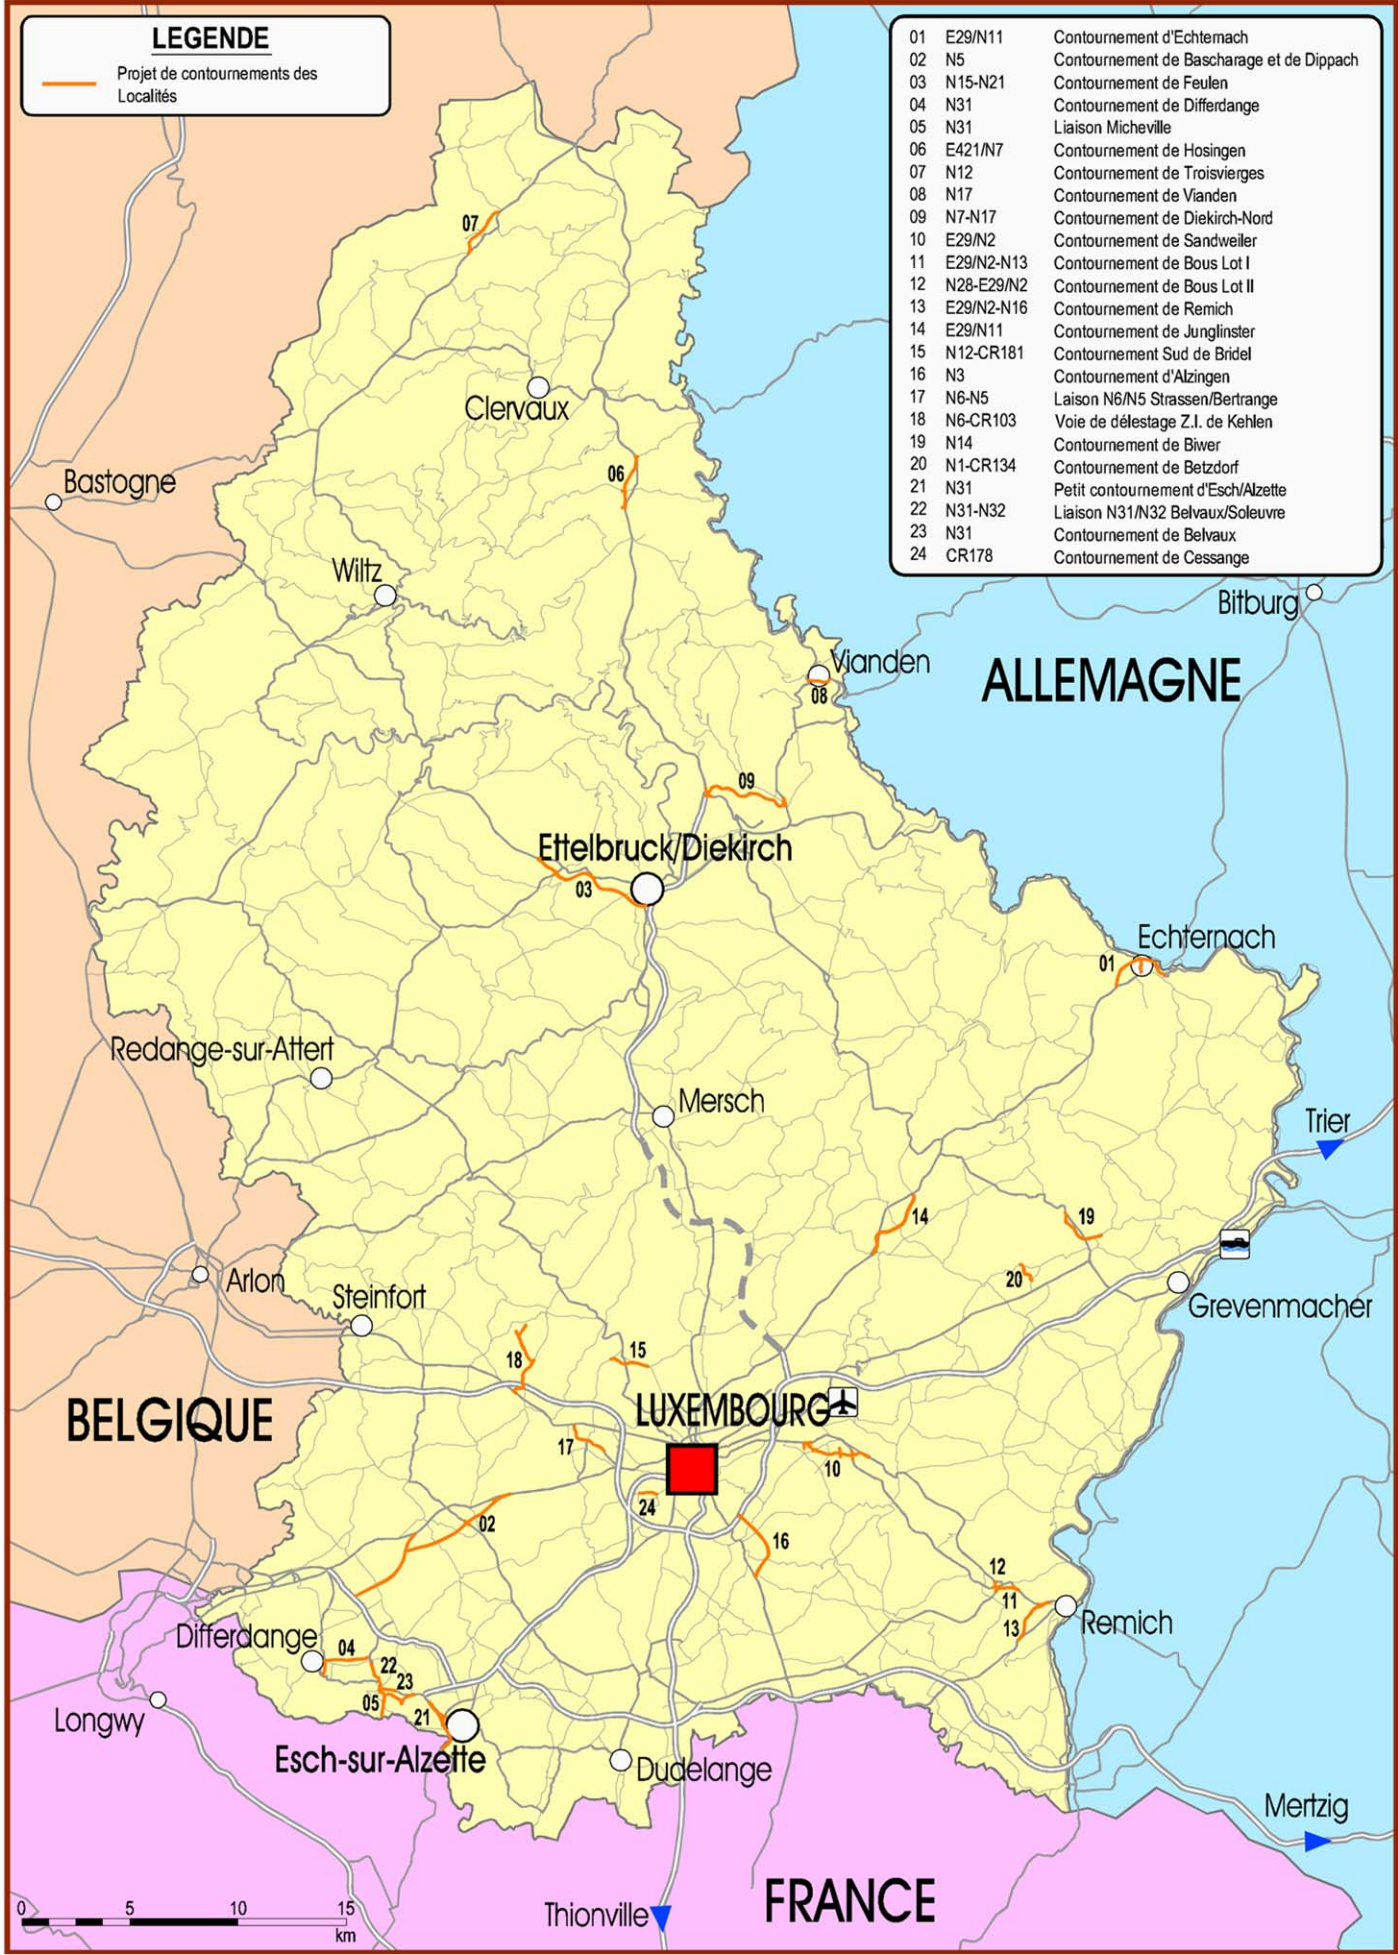 LEGENDE
Projet de contournements des
Localités
01 E29/N11 Contournement d'Echternach
02 N5 Contournement de Bascharage et de Dippach
03 N15-N21 Contournement de Feulen
04 N31 Contournement de Differdange
05 N31 Liaison Micheville
06 E421/N7 Contournement de Hosingen
07 N12 Contournement de Troisvierges
08 N17 Contournement de Vianden
09 N7-N17 Contournement de Diekirch-Nord
10 E29/N2 Contournement de Sandweiler
11 E29/N2-N13 Contournement de Bous Lot I
12 N28-E29/N2 Contournement de Bous Lot II
13 E29/N2-N16 Contournement de Remich
14 E29/N11 Contournement de Junglinster
15 N12-CR181 Contournement Sud de Bridel
16 N3 Contournement d'Alzingen
17 N6-N5 Laison N6/N5 Strassen/Bertrange
18 N6-CR103 Voie de délestage Z.I. de Kehlen
19 N14 Contournement de Biwer
20 N1-CR134 Contournement de Betzdorf
21 N31 Petit contournement d'Esch/Alzette
22 N31-N32 Liaison N31/N32 Belvaux/Soleuvre
23 N31 Contournement de Belvaux
24 CR178 Contournement de Cessange
07
Clervaux
06
Bastogne
Wiltz
Bitburg
Vianden
08
ALLEMAGNE
09
Ettelbruck/Diekirch
03
Echternach
01
Redange-sur-Attert
Mersch
Trier
14
19
20
Arlon
Steinfort
Grevenmacher
18
15
BELGIQUE
LUXEMBOURG
17
10
24
02
16
12
11
13
Remich
Differdange
04
22
23
05
21
Longwy
Esch-sur-Alzette
Dudelange
Mertzig
0 5 10 15
km
Thionville
FRANCE